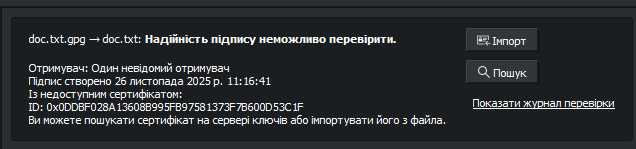 doc.txt.gpg → doc.txt: Надійність підпису неможливо перевірити.
Імпорт
Отримувач: Один невідомий отримувач
Пошук
Підпис створено 26 листопада 2025 р. 11:16:41
Із недоступним сертифікатом:
ID: 0x0DDBF028A13608B995FB97581373F7B600D53C1F
Показати журнал перевірки
Ви можете пошукати сертифікат на сервері ключів або імпортувати його з файла.